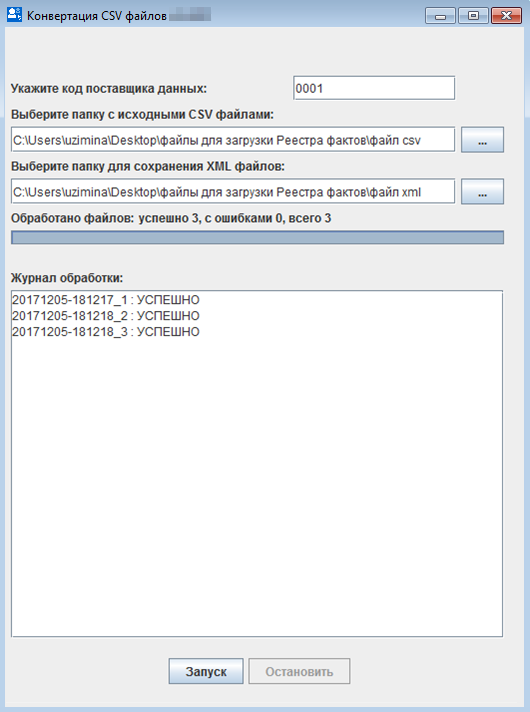 Конвертация CSV файлов
Укажите код поставщика данных: 0001
Выберите папку с исходными CSV файлами:
C:\Users\uzimina\Desktop\файлы для загрузки Реестра фактов\файл csv ...
Выберите папку для сохранения XML файлов:
C:\Users\uzimina\Desktop\файлы для загрузки Реестра фактов\файл xml ...
Обработано файлов: успешно 3, с ошибками 0, всего 3
Журнал обработки:
20171205-181217_1 : УСПЕШНО
20171205-181218_2 : УСПЕШНО
20171205-181218_3 : УСПЕШНО
Запуск Остановить